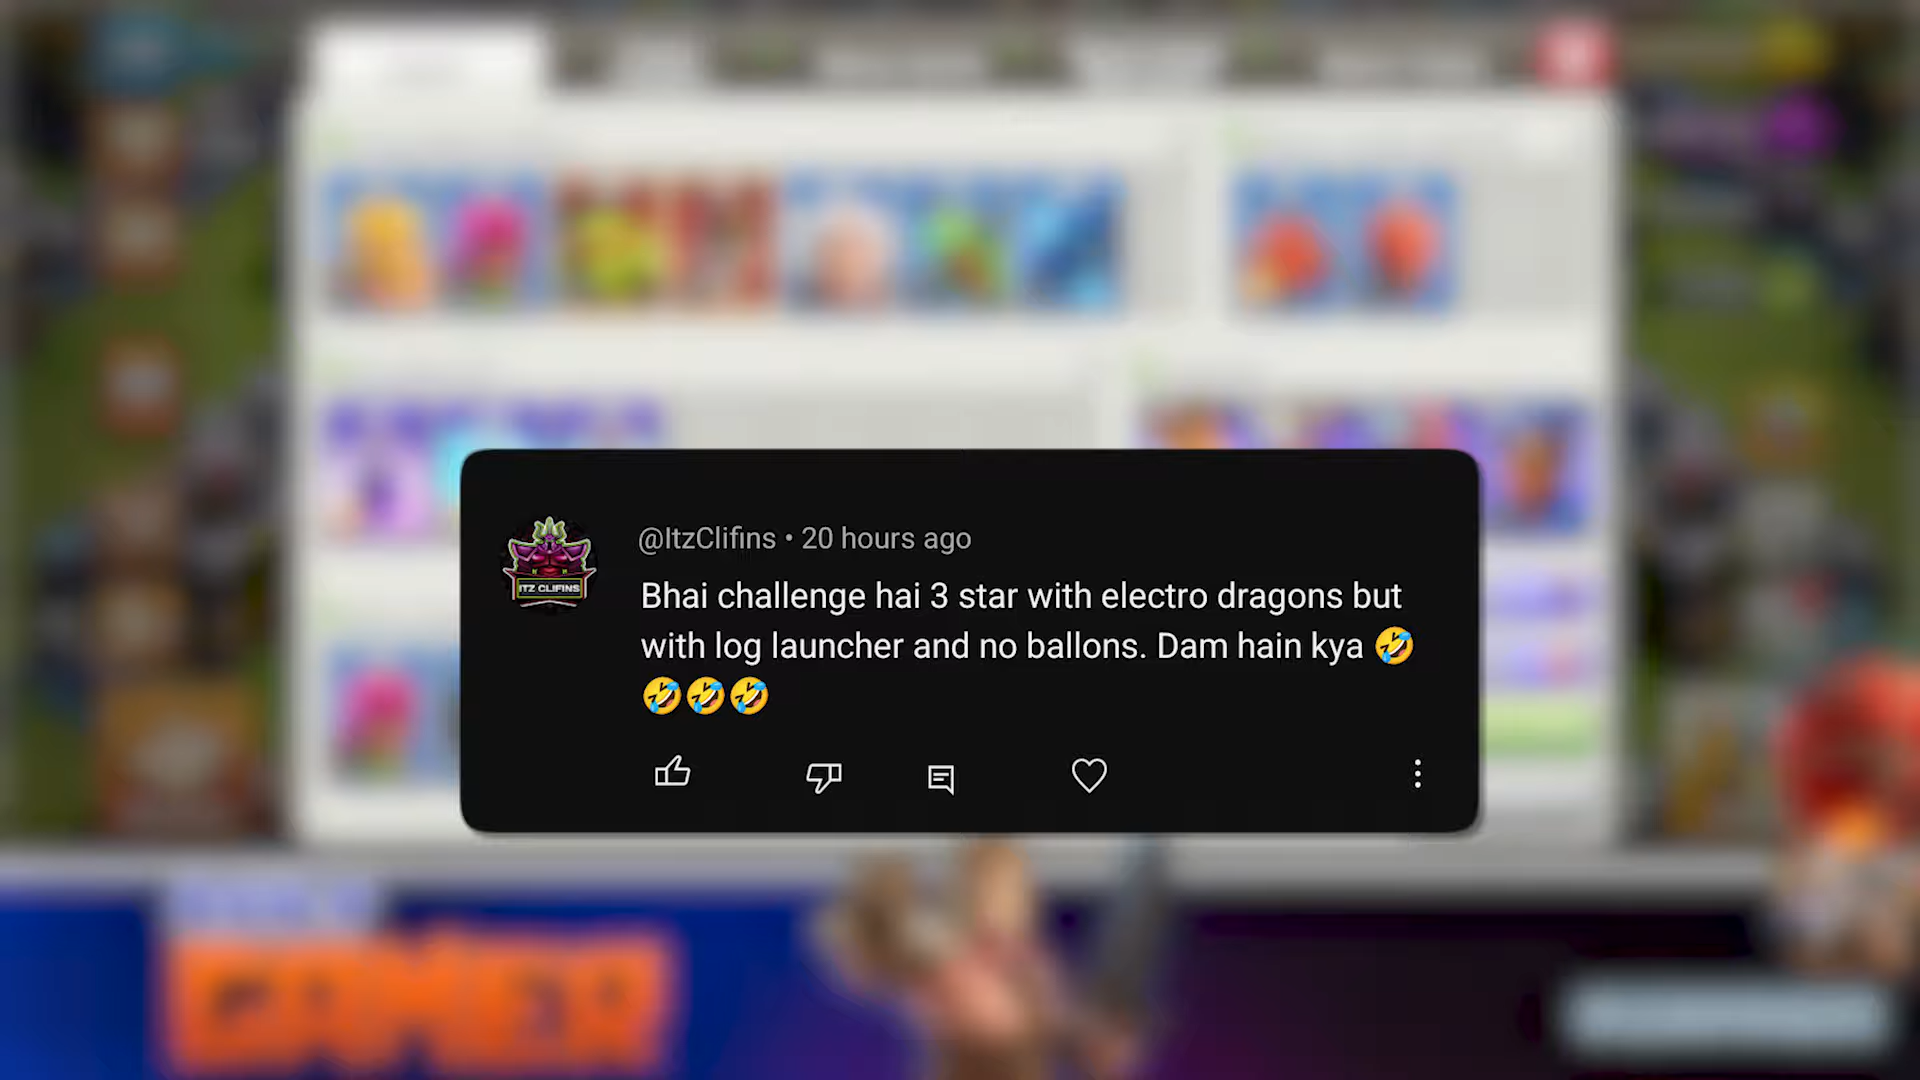 @ItzClifins • 20 hours ago
Bhai challenge hai 3 star with electro dragons but
with log launcher and no ballons. Dam hain kya 🤣
🤣🤣🤣
ITZ CLIFINS
GAMER